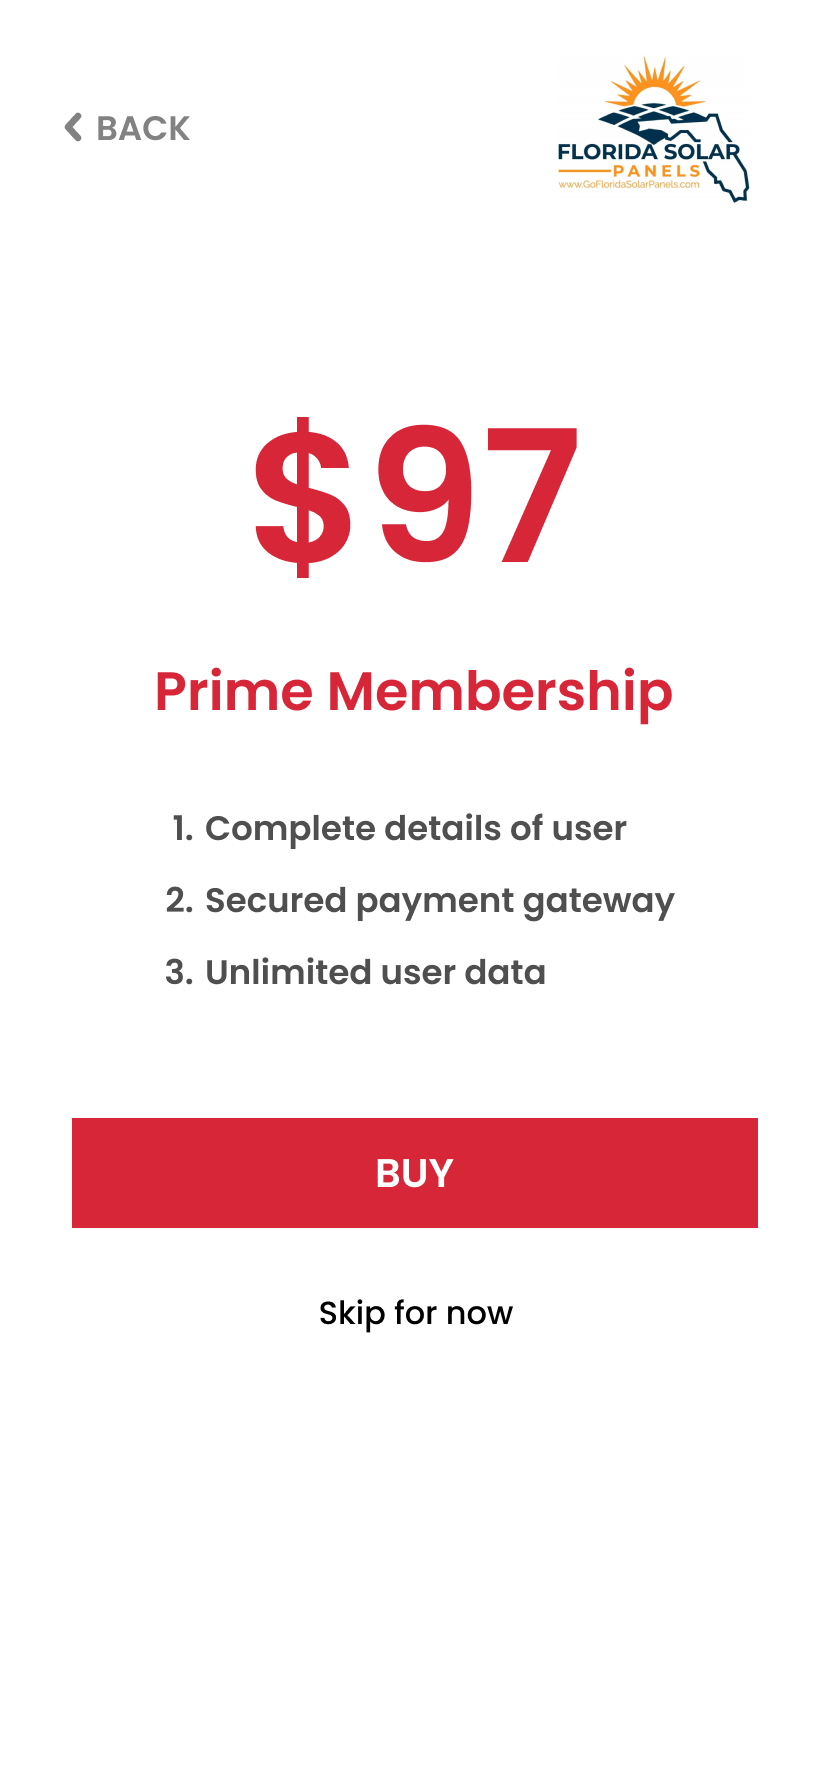 BACK
FLORIDA SOLAR
PANELS
www.GoFloridaSolarPanels.com
$97
Prime Membership
1. Complete details of user
2. Secured payment gateway
3. Unlimited user data
BUY
Skip for now